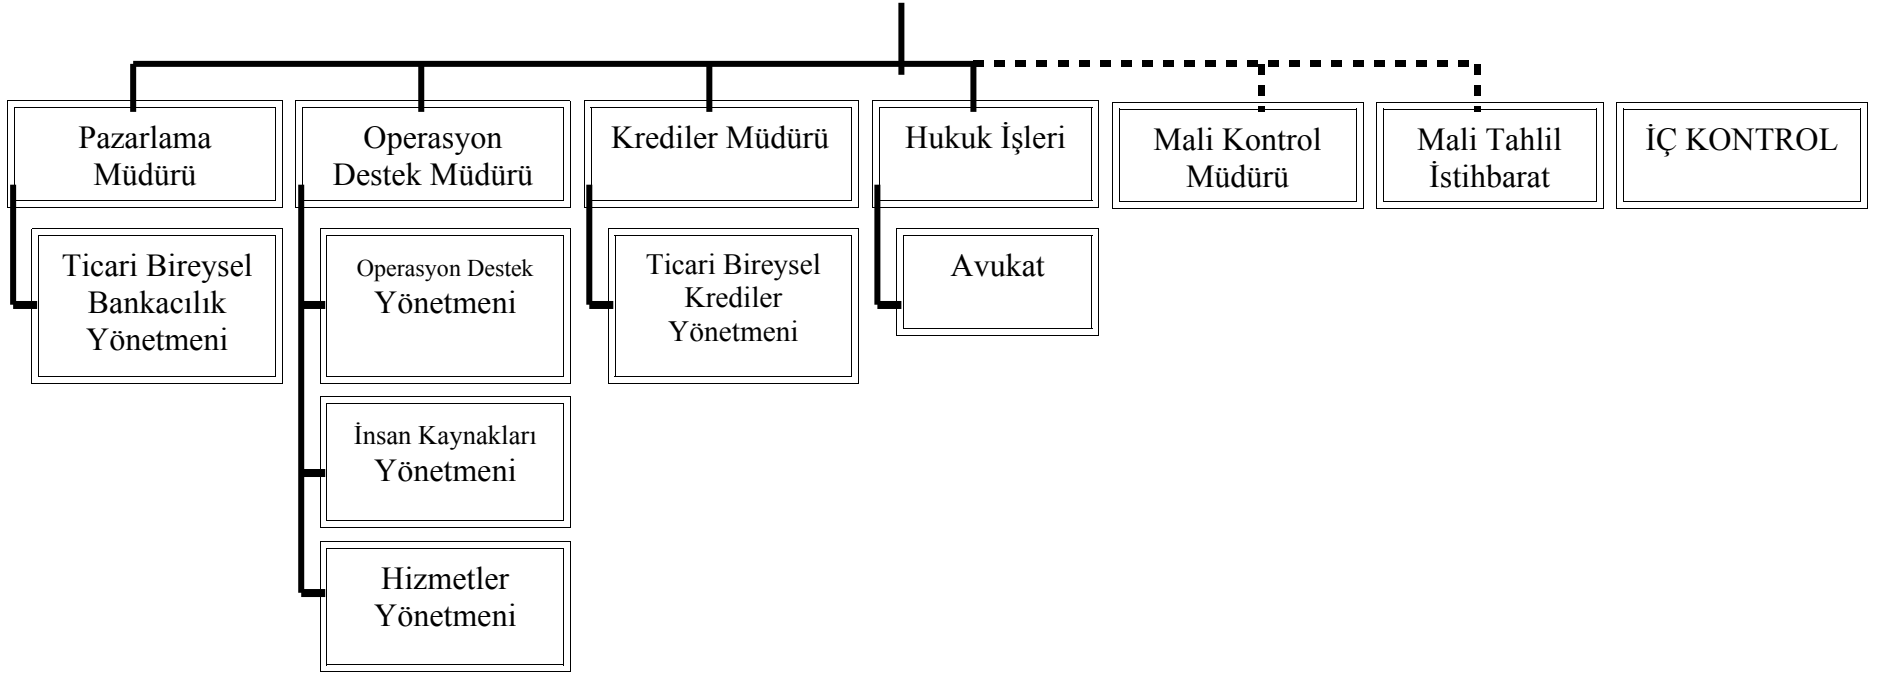 Pazarlama
Müdürü
Operasyon
Destek Müdürü
Krediler Müdürü
Hukuk İşleri
Mali Kontrol
Müdürü
Mali Tahlil
İstihbarat
İÇ KONTROL
Ticari Bireysel
Bankacılık
Yönetmeni
Operasyon Destek
Yönetmeni
Ticari Bireysel
Krediler
Yönetmeni
Avukat
İnsan Kaynakları
Yönetmeni
Hizmetler
Yönetmeni